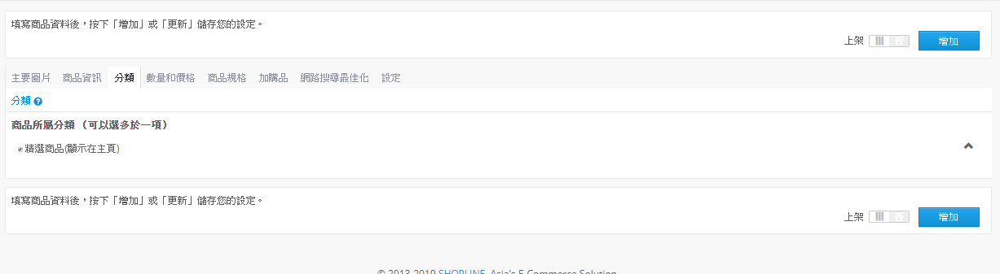 填寫商品資料後，按下「增加」或「更新」儲存您的設定。
上架 否 增加
主要圖片 商品資訊 分類 數量和價格 商品規格 加購品 網路搜尋最佳化 設定
分類
商品所屬分類 （可以選多於一項）
精選商品(顯示在主頁)
填寫商品資料後，按下「增加」或「更新」儲存您的設定。
上架 否 增加
© 2013-2019 SHOPLINE, Asia's E-Commerce Solution